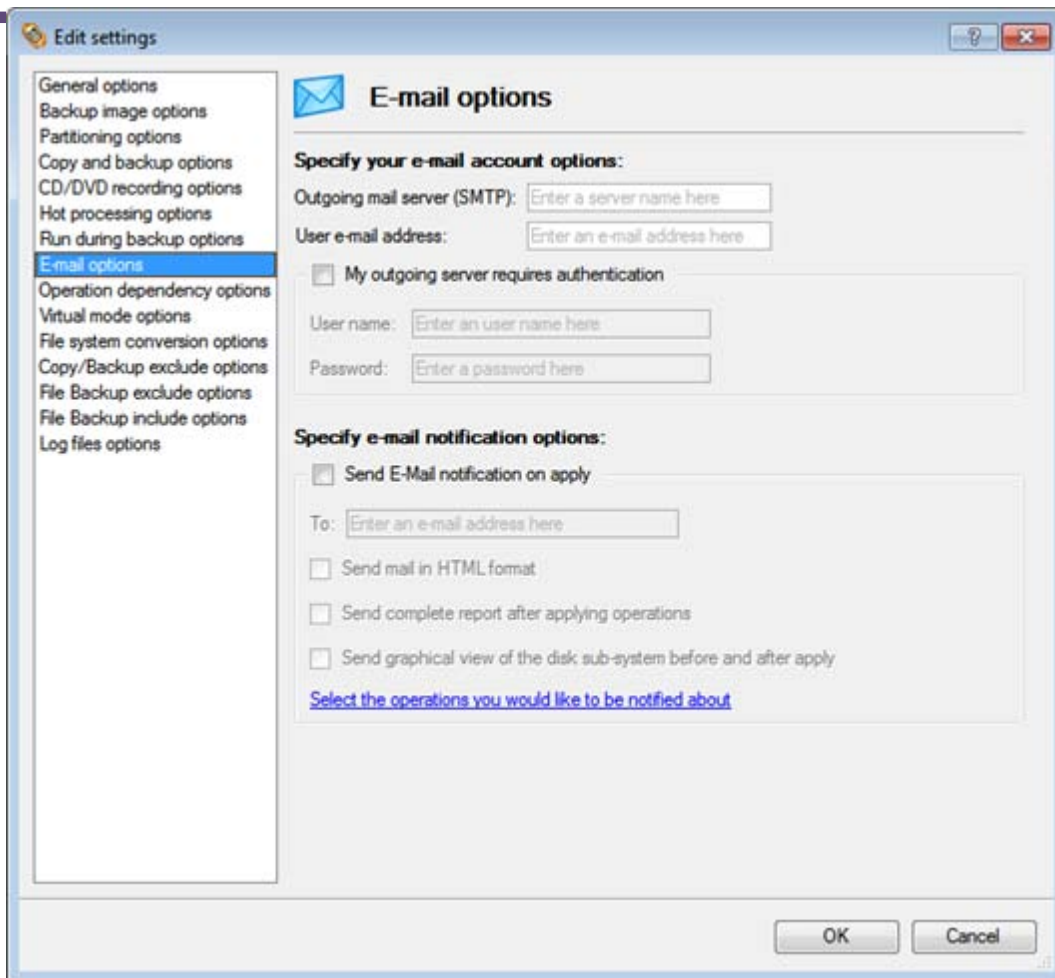 Edit settings
General options
Backup image options
Partitioning options
Copy and backup options
CD/DVD recording options
Hot processing options
Run during backup options
E-mail options
Operation dependency options
Virtual mode options
File system conversion options
Copy/Backup exclude options
File Backup exclude options
File Backup include options
Log files options
E-mail options
Specify your e-mail account options:
Outgoing mail server (SMTP): Enter a server name here
User e-mail address: Enter an e-mail address here
My outgoing server requires authentication
User name: Enter an user name here
Password: Enter a password here
Specify e-mail notification options:
Send E-Mail notification on apply
To: Enter an e-mail address here
Send mail in HTML format
Send complete report after applying operations
Send graphical view of the disk sub-system before and after apply
Select the operations you would like to be notified about
OK Cancel